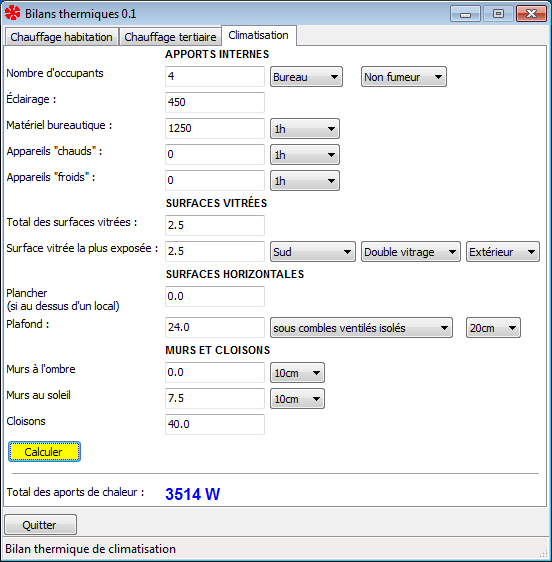 Bilans thermiques 0.1
Chauffage habitation Chauffage tertiaire Climatisation
APPORTS INTERNES
Nombre d'occupants 4 Bureau Non fumeur
Éclairage : 450
Matériel bureautique : 1250 1h
Appareils "chauds" : 0 1h
Appareils "froids" : 0 1h
SURFACES VITRÉES
Total des surfaces vitrées : 2.5
Surface vitrée la plus exposée : 2.5 Sud Double vitrage Extérieur
SURFACES HORIZONTALES
Plancher 0.0
(si au dessus d'un local)
Plafond : 24.0 sous combles ventilés isolés 20cm
MURS ET CLOISONS
Murs à l'ombre 0.0 10cm
Murs au soleil 7.5 10cm
Cloisons 40.0
Calculer
Total des aports de chaleur : 3514 W
Quitter
Bilan thermique de climatisation